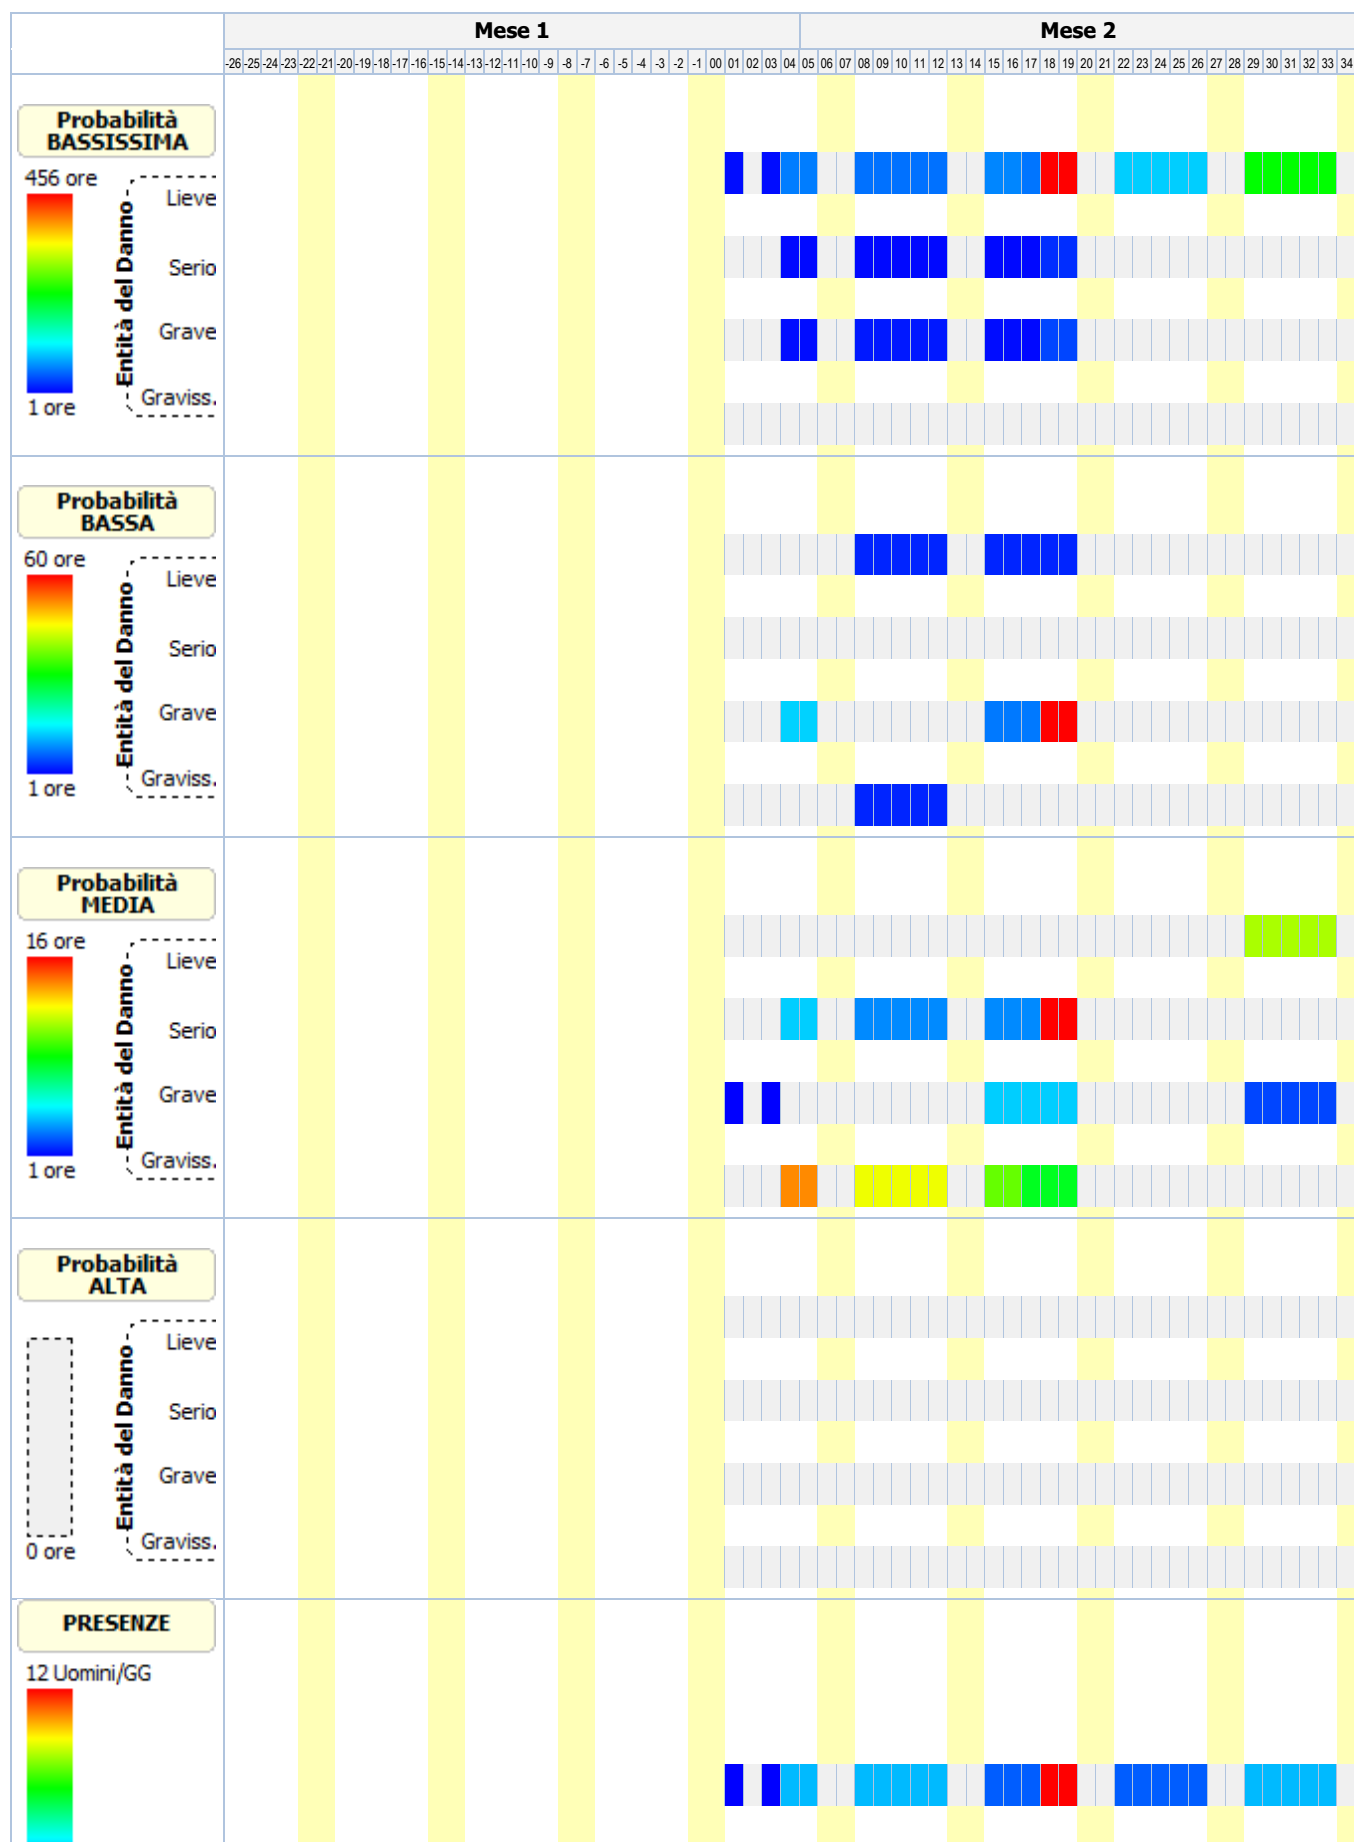 Mese 1 Mese 2
-26 -25 -24 -23 -22 -21 -20 -19 -18 -17 -16 -15 -14 -13 -12 -11 -10 -9 -8 -7 -6 -5 -4 -3 -2 -1 00 01 02 03 04 05 06 07 08 09 10 11 12 13 14 15 16 17 18 19 20 21 22 23 24 25 26 27 28 29 30 31 32 33 34
Probabilità
BASSISSIMA
456 ore
Entità del Danno
Lieve
Serio
Grave
Graviss.
1 ore
Probabilità
BASSA
60 ore
Entità del Danno
Lieve
Serio
Grave
Graviss.
1 ore
Probabilità
MEDIA
16 ore
Entità del Danno
Lieve
Serio
Grave
Graviss.
1 ore
Probabilità
ALTA
Entità del Danno
Lieve
Serio
Grave
Graviss.
0 ore
PRESENZE
12 Uomini/GG